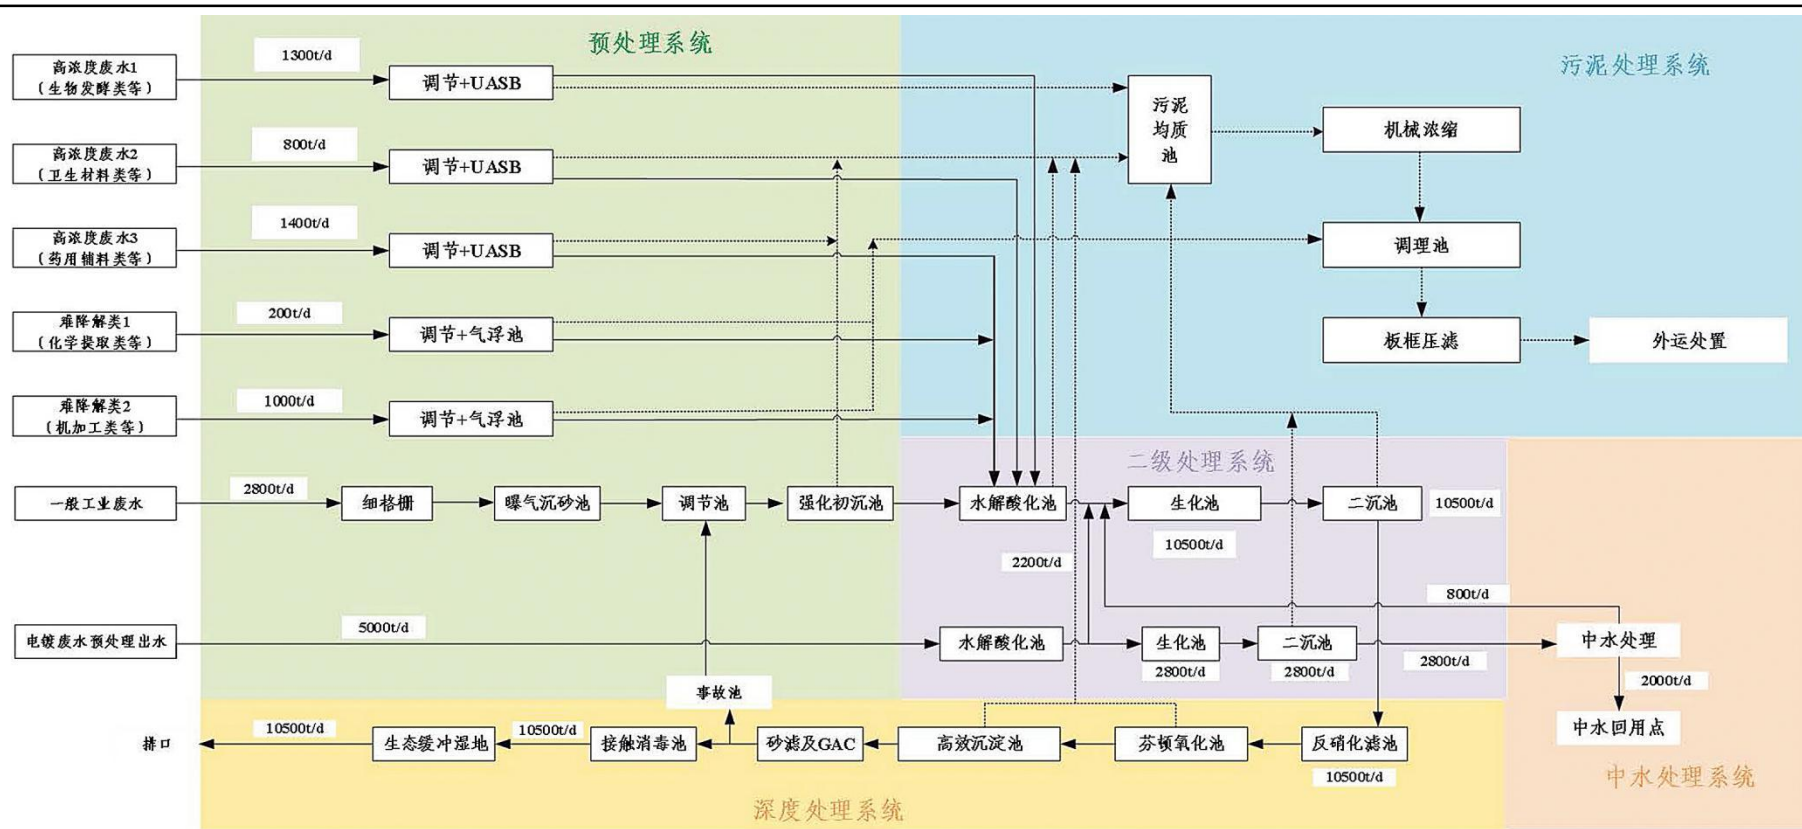 预处理系统
污泥处理系统
高浓度废水1
（生物发酵类等）
1300t/d
调节+UASB
污泥
均质
池
机械浓缩
高浓度废水2
（卫生材料类等）
800t/d
调节+UASB
高浓度废水3
（药用辅料类等）
1400t/d
调节+UASB
调理池
难降解类1
（化学提取类等）
200t/d
调节+气浮池
板框压滤
外运处置
难降解类2
（机加工类等）
1000t/d
调节+气浮池
二级处理系统
一般工业废水
2800t/d
细格栅
曝气沉砂池
调节池
强化初沉池
水解酸化池
生化池
二沉池
10500t/d
10500t/d
2200t/d
800t/d
电镀废水预处理出水
5000t/d
水解酸化池
生化池
二沉池
中水处理
2800t/d
2800t/d
2800t/d
2000t/d
事故池
排口
10500t/d
生态缓冲湿地
10500t/d
接触消毒池
砂滤及GAC
高效沉淀池
芬顿氧化池
反硝化滤池
中水回用点
10500t/d
中水处理系统
深度处理系统